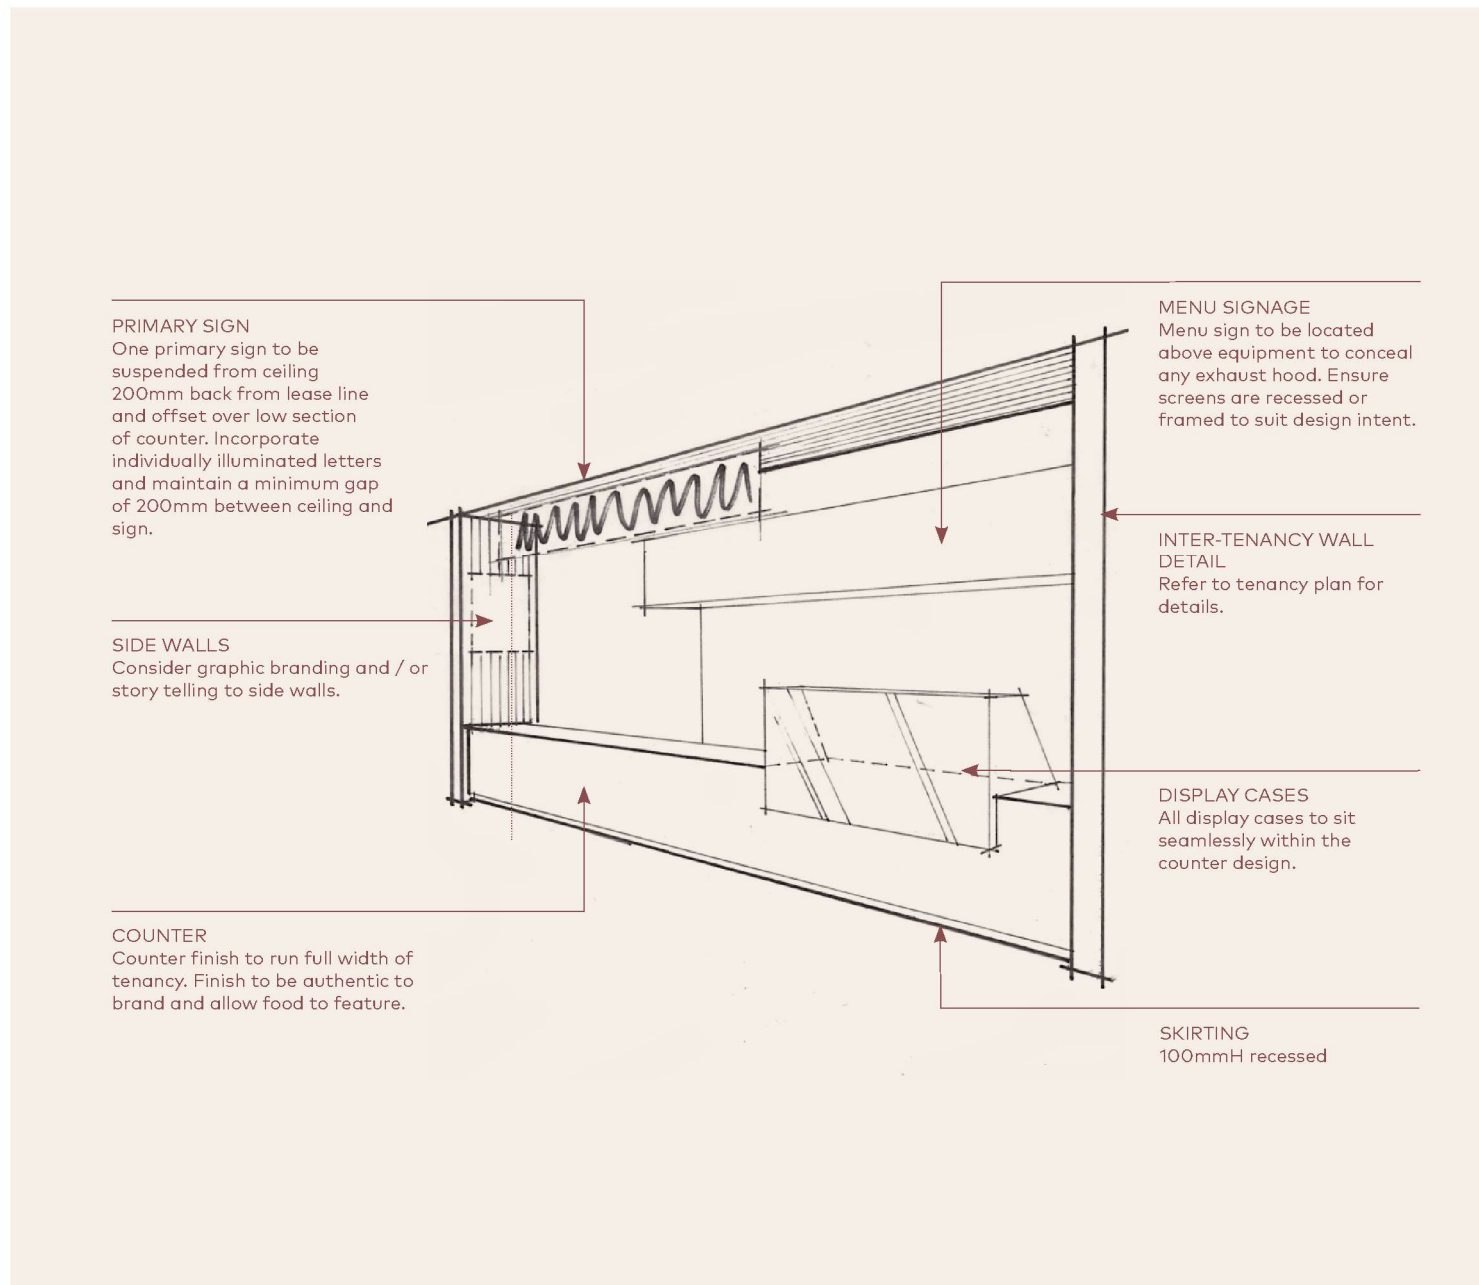 PRIMARY SIGN
One primary sign to be
suspended from ceiling
200mm back from lease line
and offset over low section
of counter. Incorporate
individually illuminated letters
and maintain a minimum gap
of 200mm between ceiling and
sign.
SIDE WALLS
Consider graphic branding and / or
story telling to side walls.
COUNTER
Counter finish to run full width of
tenancy. Finish to be authentic to
brand and allow food to feature.
MENU SIGNAGE
Menu sign to be located
above equipment to conceal
any exhaust hood. Ensure
screens are recessed or
framed to suit design intent.
INTER-TENANCY WALL
DETAIL
Refer to tenancy plan for
details.
DISPLAY CASES
All display cases to sit
seamlessly within the
counter design.
SKIRTING
100mmH recessed